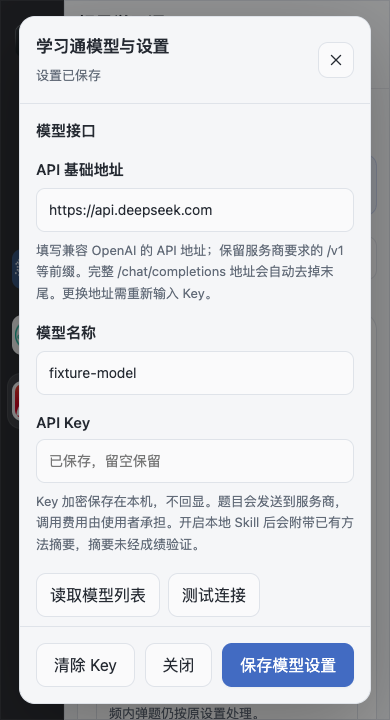 学习通模型与设置
设置已保存
模型接口
API 基础地址
https://api.deepseek.com
填写兼容 OpenAI 的 API 地址；保留服务商要求的 /v1
等前缀。完整 /chat/completions 地址会自动去掉末
尾。更换地址需重新输入 Key。
模型名称
fixture-model
API Key
已保存，留空保留
Key 加密保存在本机，不回显。题目会发送到服务商，
调用费用由使用者承担。开启本地 Skill 后会附带已有方
法摘要，摘要未经成绩验证。
读取模型列表
测试连接
清除 Key
关闭
保存模型设置
频内弹题仍按原设置处理。